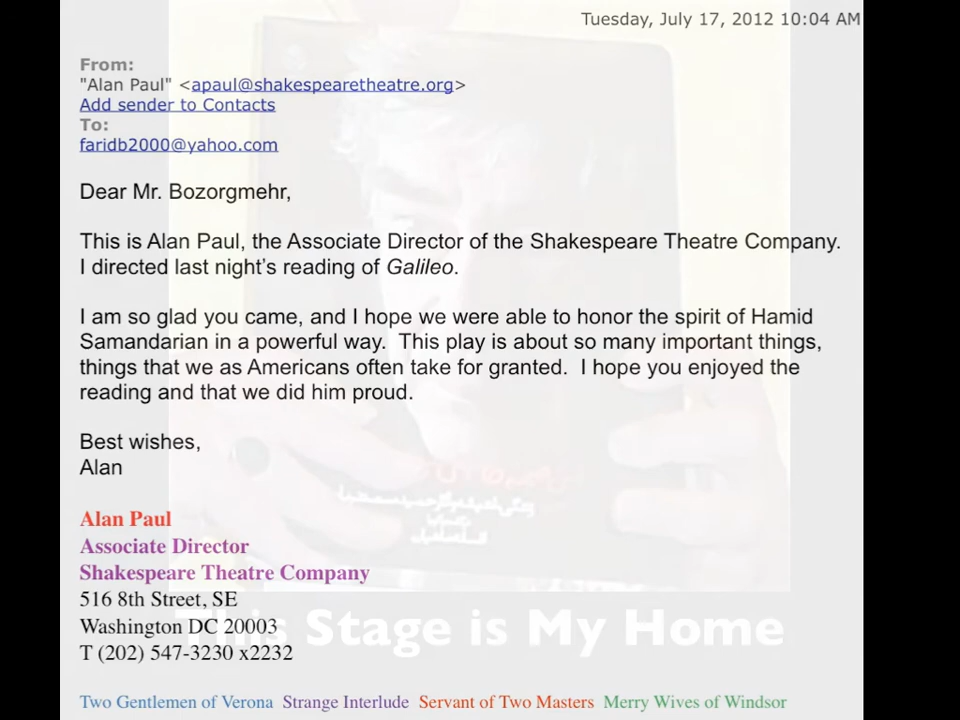 Tuesday, July 17, 2012 10:04 AM
From:
"Alan Paul" <apaul@shakespearetheatre.org>
Add sender to Contacts
To:
faridb2000@yahoo.com
Dear Mr. Bozorgmehr,
This is Alan Paul, the Associate Director of the Shakespeare Theatre Company.
I directed last night's reading of Galileo.
I am so glad you came, and I hope we were able to honor the spirit of Hamid
Samandarian in a powerful way.  This play is about so many important things,
things that we as Americans often take for granted.  I hope you enjoyed the
reading and that we did him proud.
Best wishes,
Alan
Alan Paul
Associate Director
Shakespeare Theatre Company
516 8th Street, SE
Washington DC 20003
T (202) 547-3230 x2232
This Stage is My Home
Two Gentlemen of Verona  Strange Interlude  Servant of Two Masters  Merry Wives of Windsor